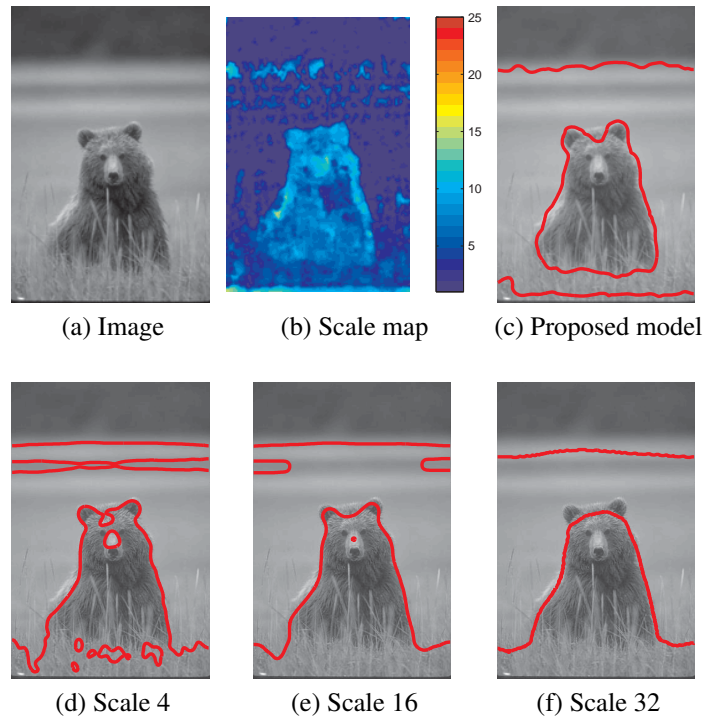 25
20
15
10
5
(a) Image
(b) Scale map
(c) Proposed model
(d) Scale 4
(e) Scale 16
(f) Scale 32